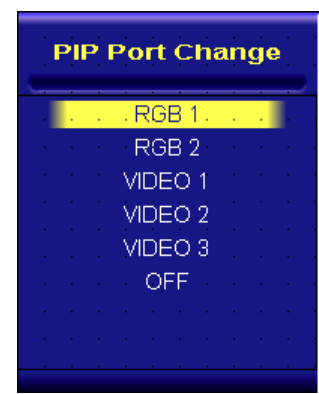 PIP Port Change
RGB 1
RGB 2
VIDEO 1
VIDEO 2
VIDEO 3
OFF